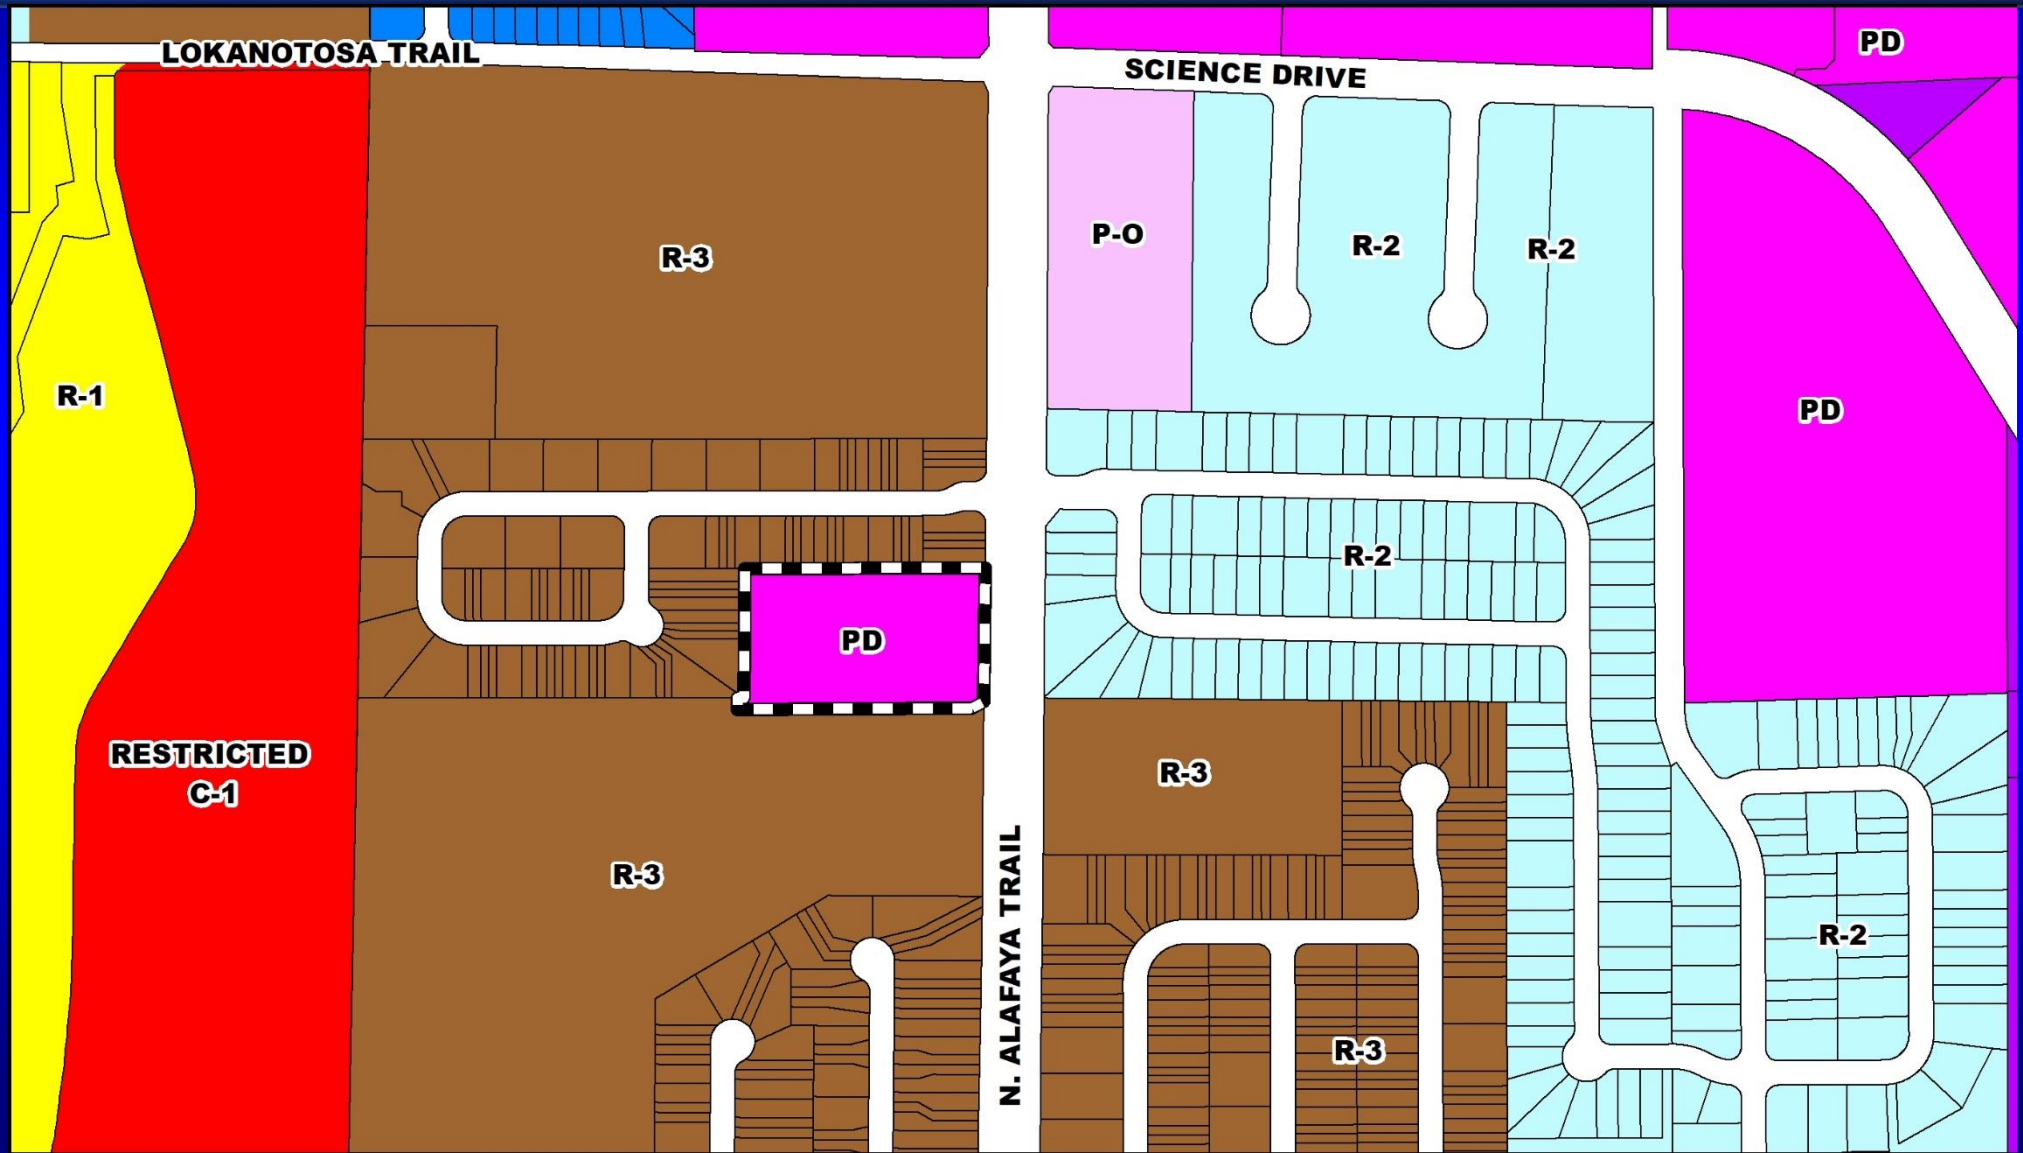 PD
LOKANOTOSA TRAIL
SCIENCE DRIVE
P-O
R-2
R-2
R-3
R-1
PD
R-2
PD
RESTRICTED
C-1
R-3
R-3
R-2
N. ALAFAYA TRAIL
R-3